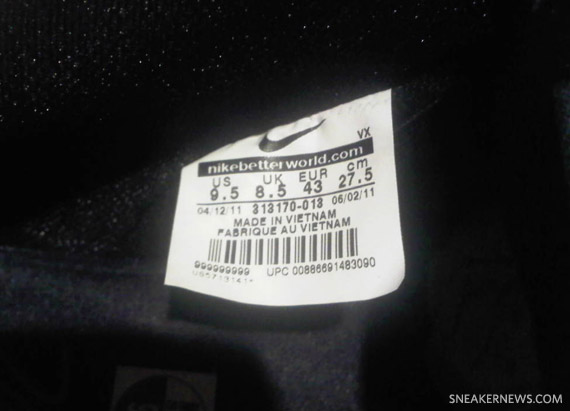 VX
nikebetterworld.com
US UK EUR cm
9.5 8.5 43 27.5
04/12/11 313170-013 06/02/11
MADE IN VIETNAM
FABRIQUE AU VIETNAM
999999999 UPC 00886691483090
SNEAKERNEWS.COM